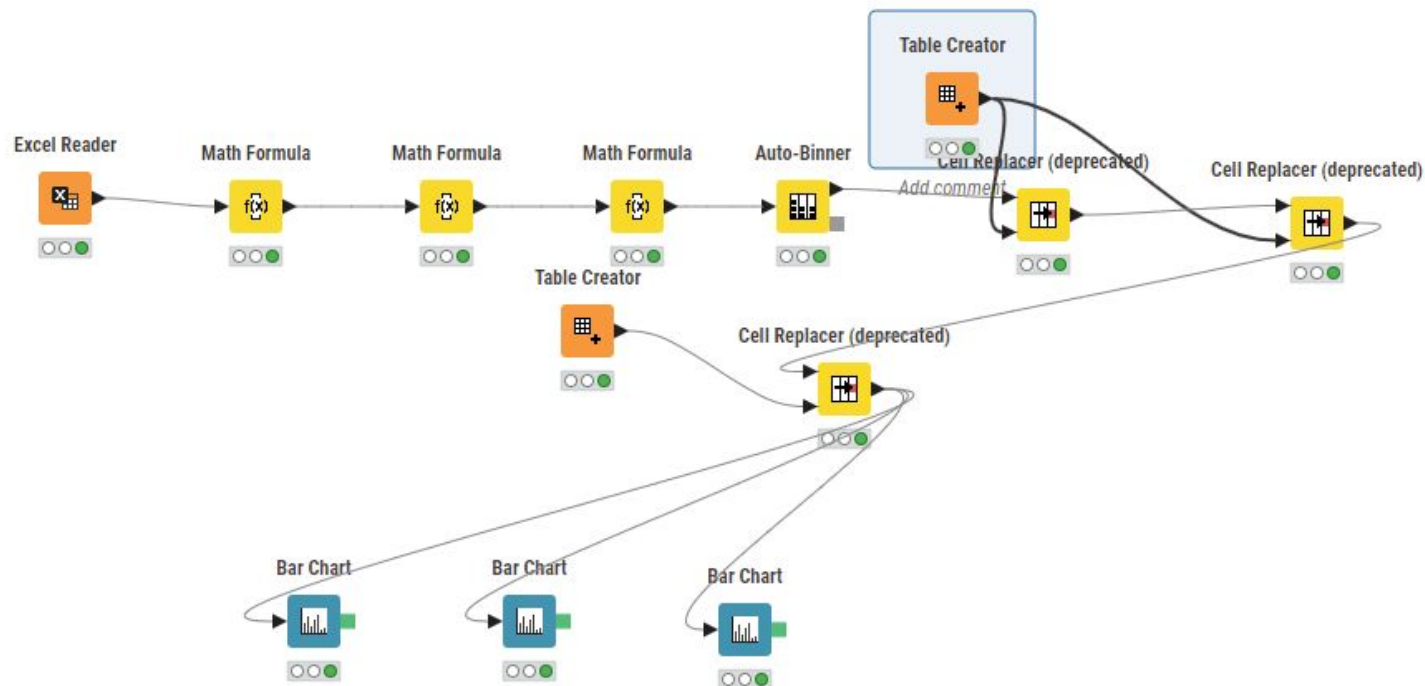 Table Creator
Excel Reader
Math Formula
Math Formula
Math Formula
Auto-Binner
Cell Replacer (deprecated)
Cell Replacer (deprecated)
Add comment
f(x)
f(x)
f(x)
Table Creator
Cell Replacer (deprecated)
Bar Chart
Bar Chart
Bar Chart